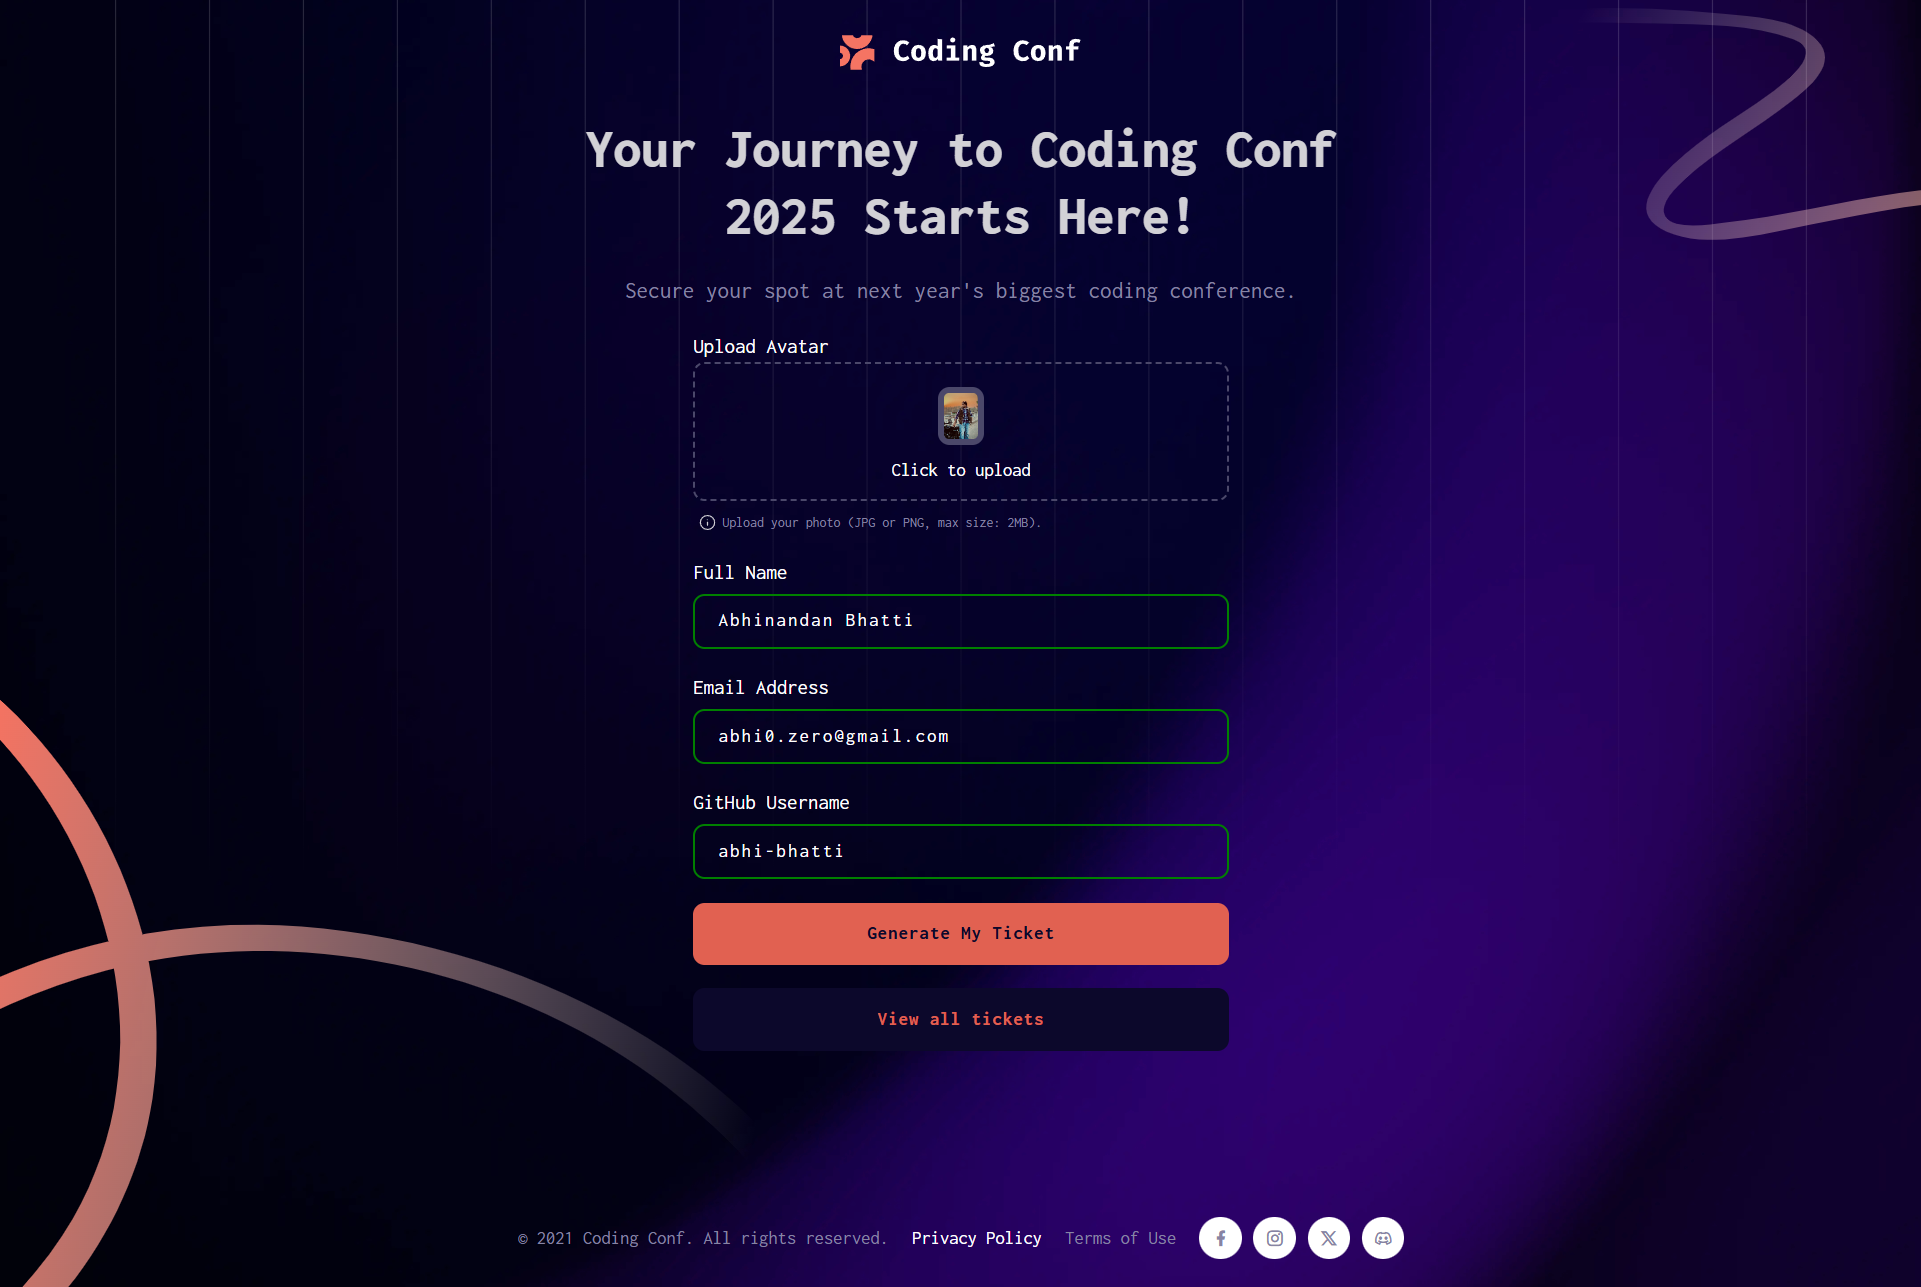 Coding Conf
Your Journey to Coding Conf
2025 Starts Here!
Secure your spot at next year's biggest coding conference.
Upload Avatar
Click to upload
Upload your photo (JPG or PNG, max size: 2MB).
Full Name
Abhinandan Bhatti
Email Address
abhi0.zero@gmail.com
GitHub Username
abhi-bhatti
Generate My Ticket
View all tickets
© 2021 Coding Conf. All rights reserved. Privacy Policy Terms of Use